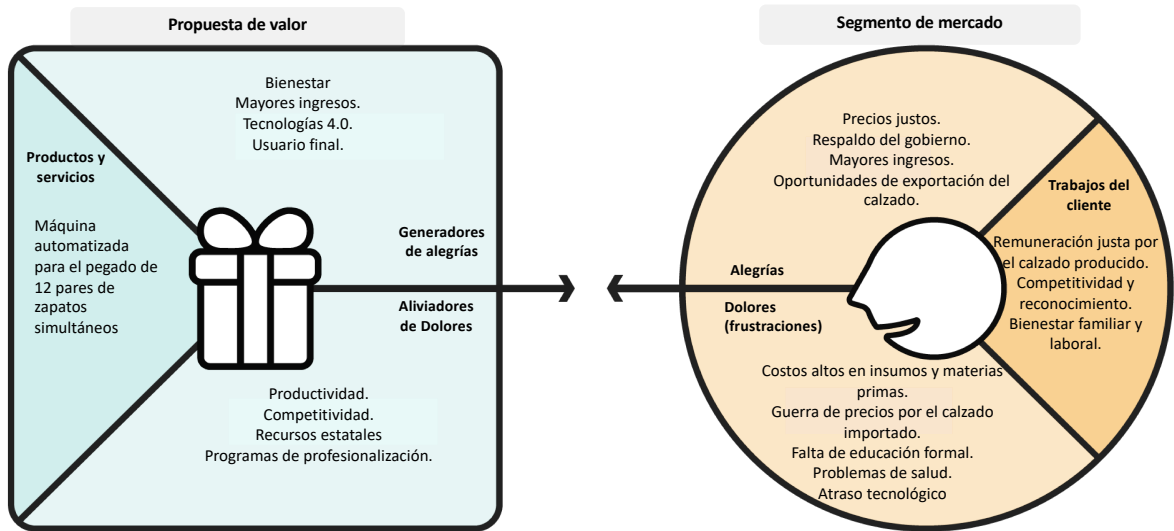 Propuesta de valor
Bienestar
Mayores ingresos.
Tecnologías 4.0.
Usuario final.
Productos y
servicios
Máquina
automatizada
para el pegado de
12 pares de
zapatos
simultáneos
Generadores
de alegrías
Aliviadores
de Dolores
Productividad.
Competitividad.
Recursos estatales
Programas de profesionalización.
Segmento de mercado
Precios justos.
Respaldo del gobierno.
Mayores ingresos.
Oportunidades de exportación del
calzado.
Trabajos del
cliente
Remuneración justa por
el calzado producido.
Competitividad y
reconocimiento.
Bienestar familiar y
laboral.
Alegrías
Dolores
(frustraciones)
Costos altos en insumos y materias
primas.
Guerra de precios por el calzado
importado.
Falta de educación formal.
Problemas de salud.
Atraso tecnológico